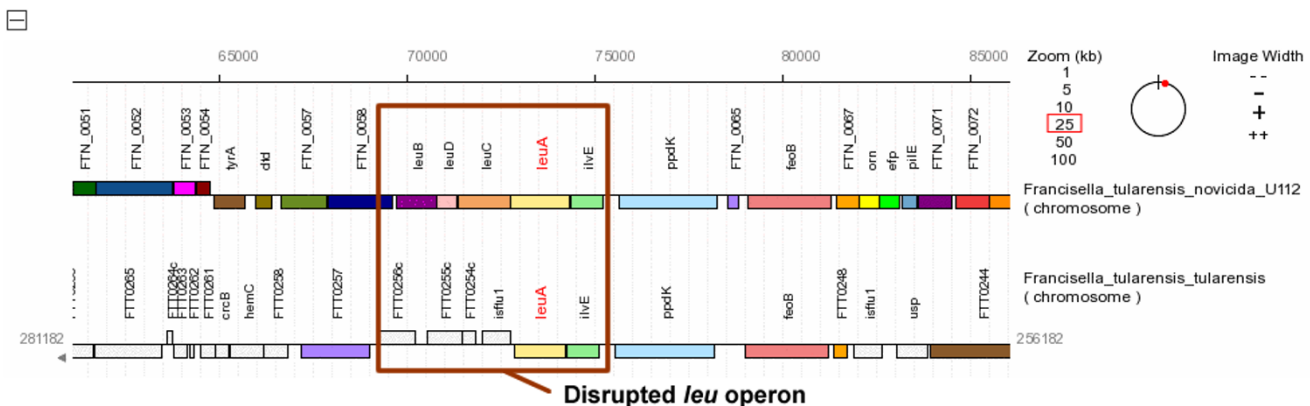 65000 70000 75000 80000 85000 Zoom (kb) Image Width
1 --
5 -
10 +
25 ++
50
100
FTN_0051 FTN_0052 FTN_0053 FTN_0054 tyrA dtd FTN_0057 FTN_0058 leuB leuD leuC leuA ilvE ppdK FTN_0065 feoB FTN_0067 orn efp pilE FTN_0071 FTN_0072
Francisella_tularensis_novicida_U112
( chromosome )
FTT0265 FTT0264c FTT0263 FTT0262 FTT0261 crcB hemC FTT0258 FTT0257 FTT0256c FTT0255c FTT0254c isftu1 leuA ilvE ppdK feoB FTT0248 isftu1 usp FTT0244
Francisella_tularensis_tularensis
( chromosome )
281182 256182
Disrupted leu operon